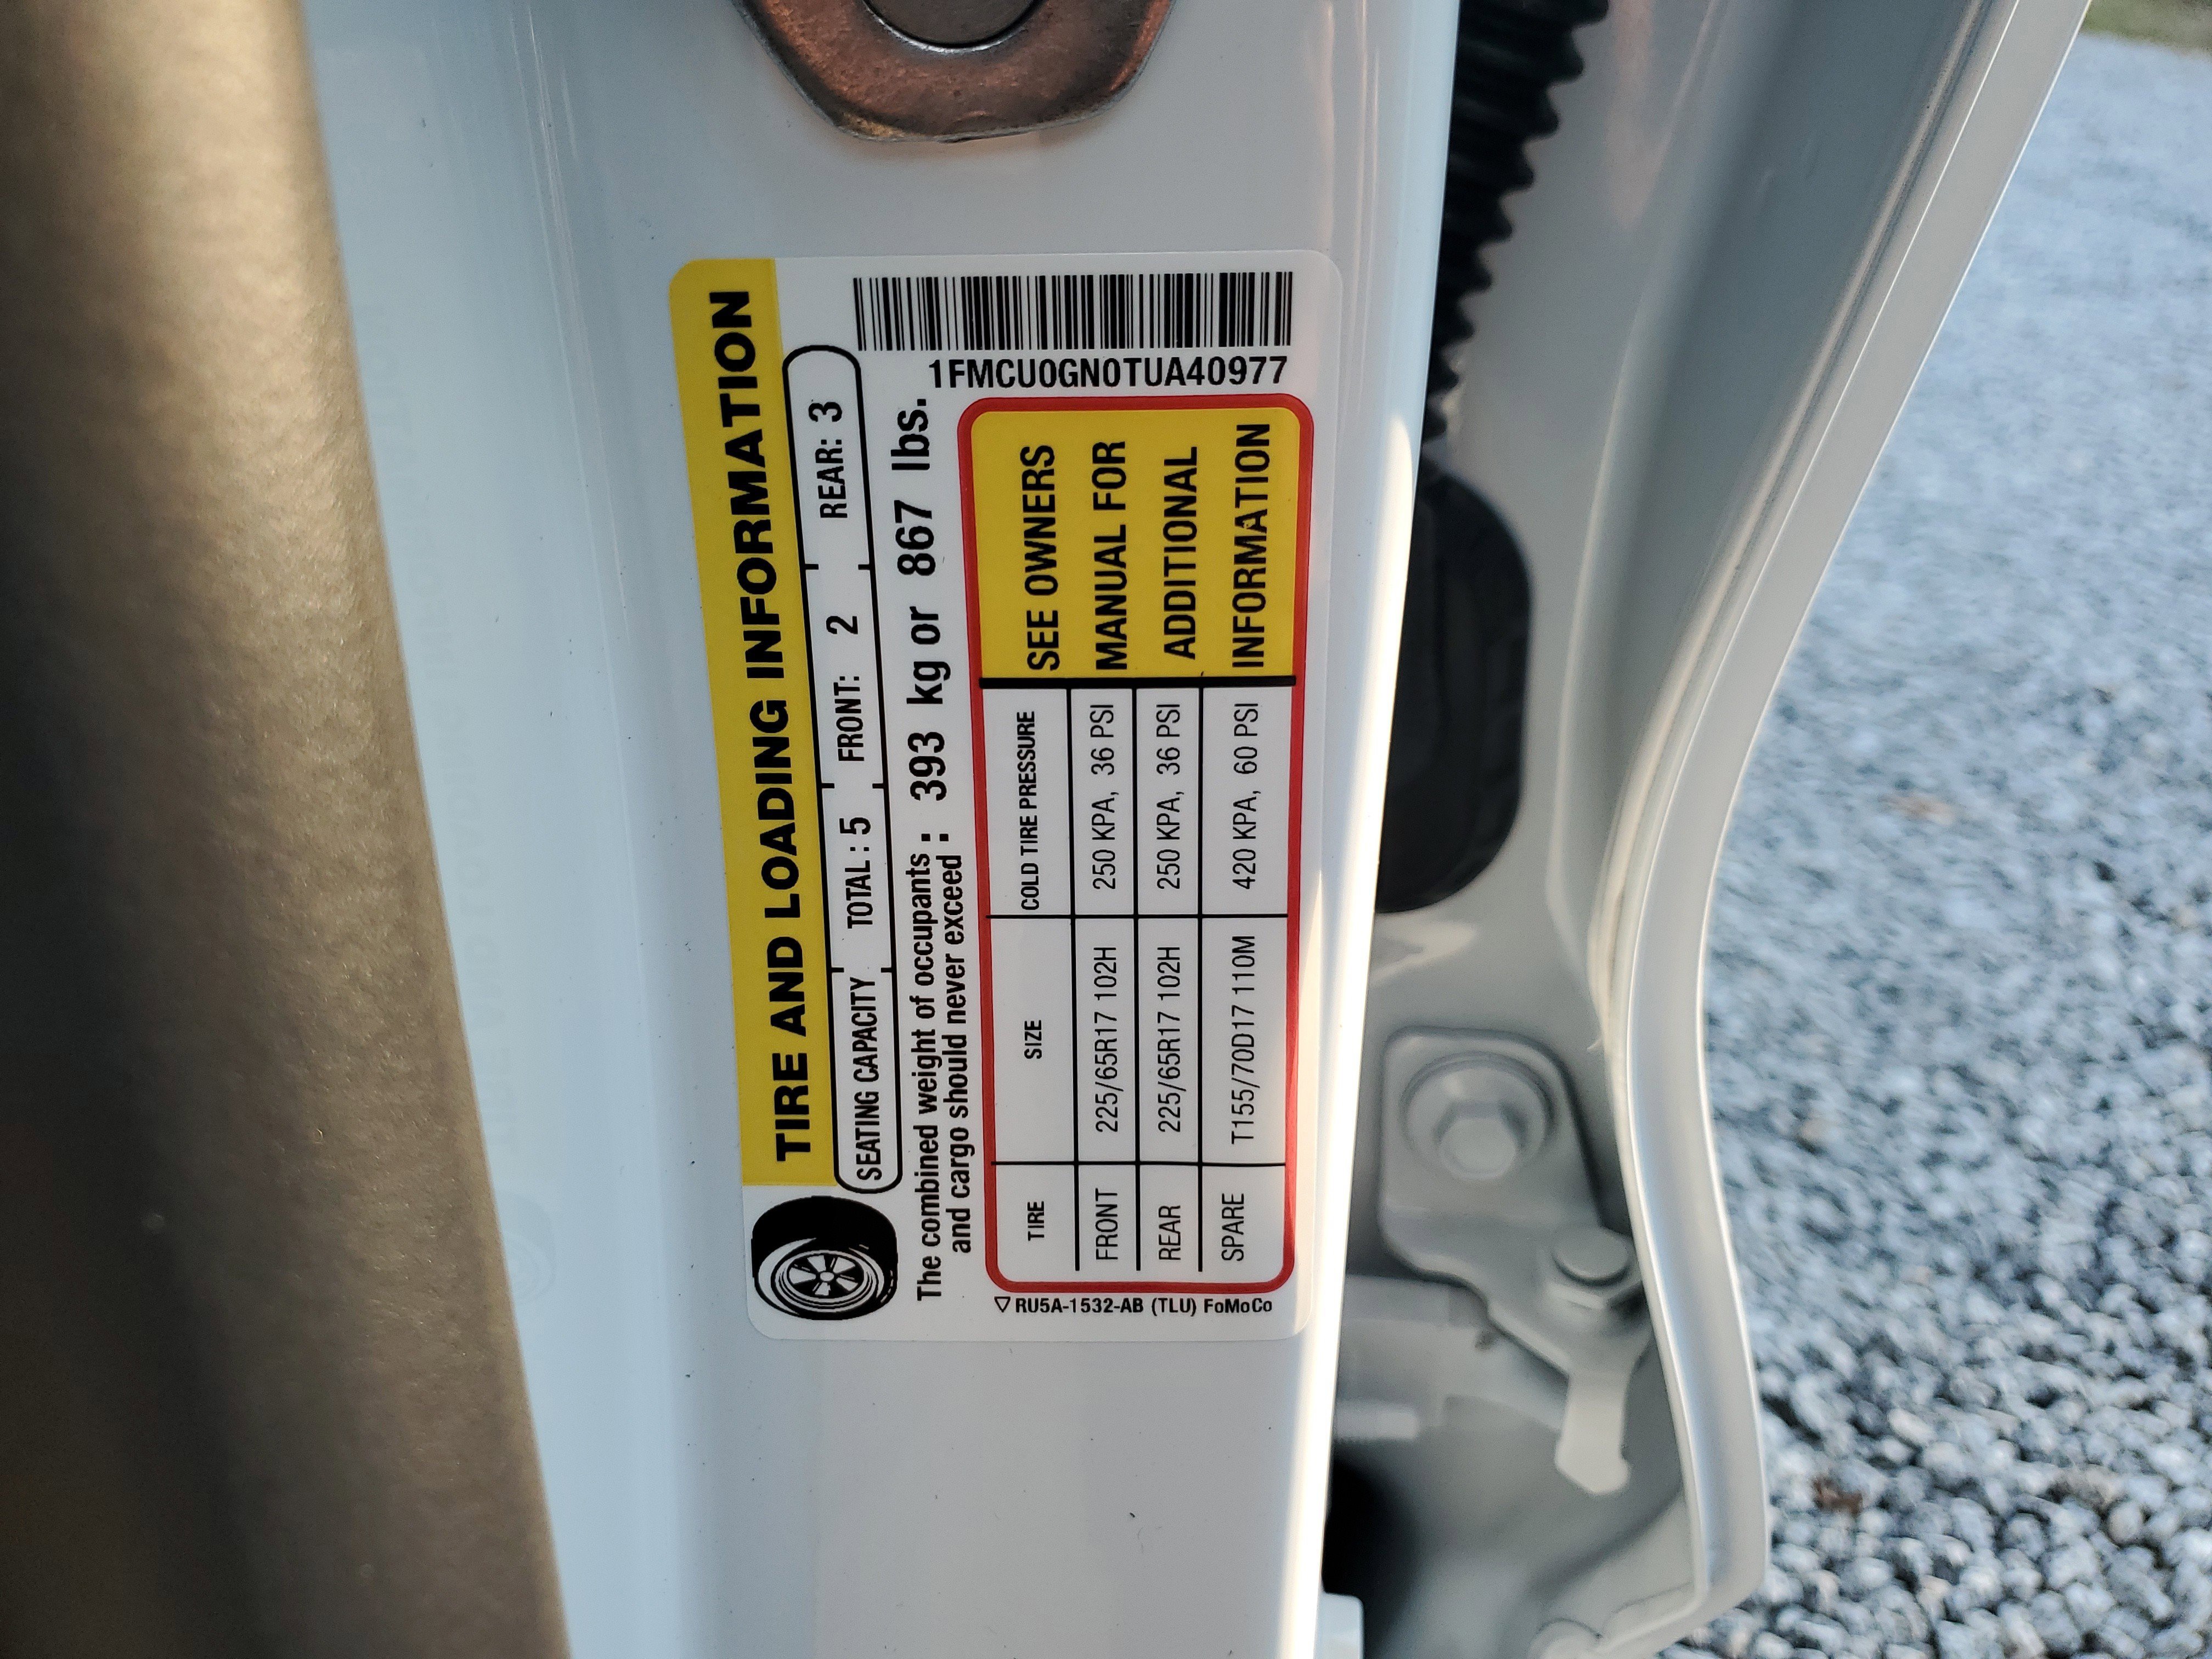 TIRE AND LOADING INFORMATION
SEATING CAPACITY TOTAL : 5 FRONT: 2 REAR: 3
The combined weight of occupants
and cargo should never exceed : 393 kg or 867 lbs.
1FMCU0GN0TUA40977
TIRE SIZE COLD TIRE PRESSURE
FRONT 225/65R17 102H 250 KPA, 36 PSI
REAR 225/65R17 102H 250 KPA, 36 PSI
SPARE T155/70D17 110M 420 KPA, 60 PSI
SEE OWNERS
MANUAL FOR
ADDITIONAL
INFORMATION
RU5A-1532-AB (TLU) FoMoCo